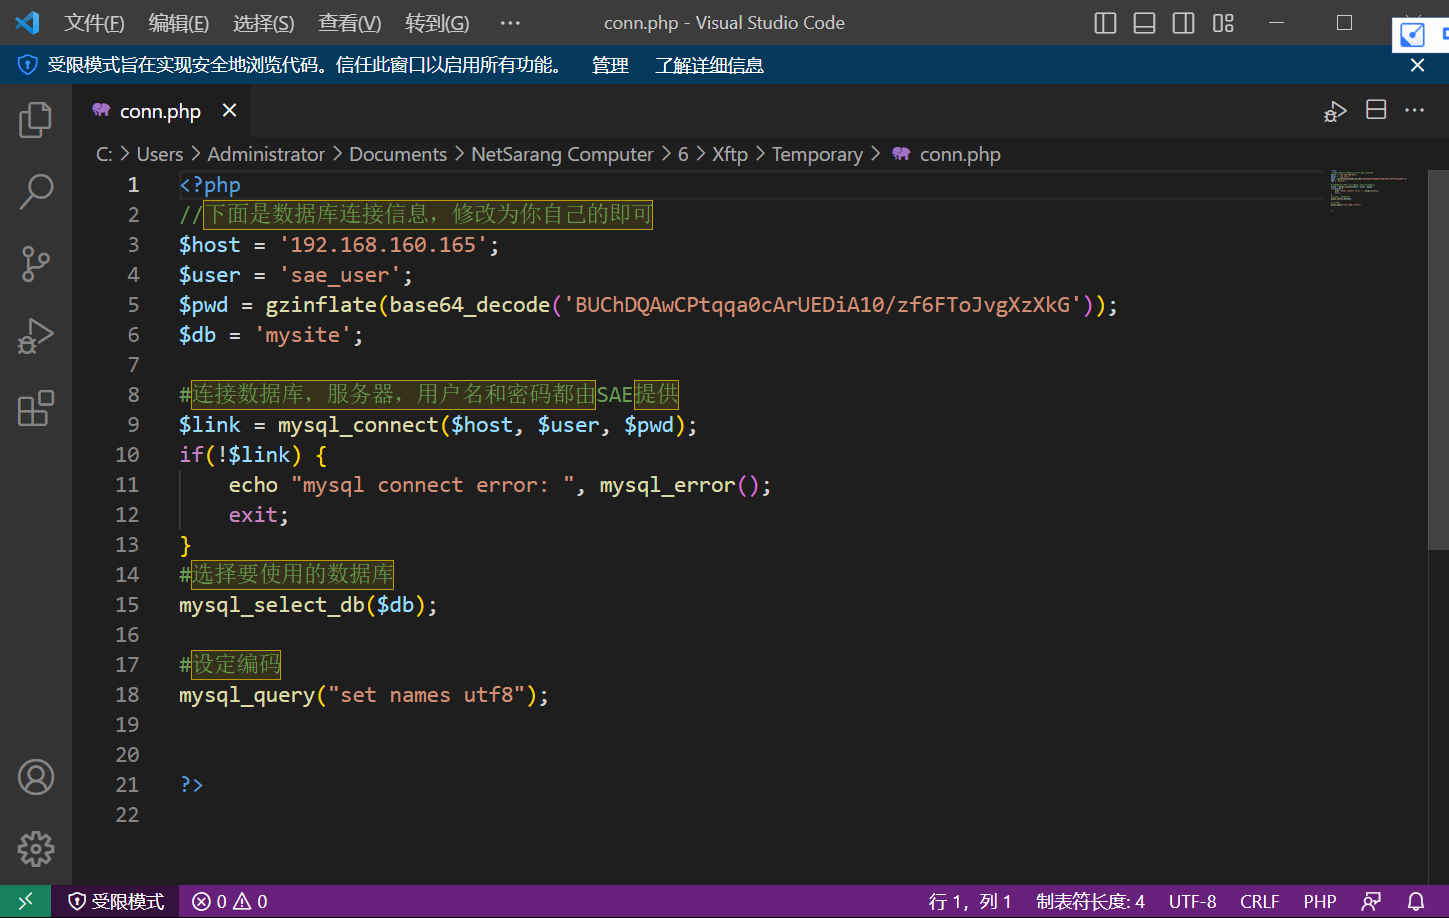 文件(F) 编辑(E) 选择(S) 查看(V) 转到(G) ··· conn.php - Visual Studio Code
受限模式旨在实现安全地浏览代码。信任此窗口以启用所有功能。 管理 了解详细信息
conn.php
C: > Users > Administrator > Documents > NetSarang Computer > 6 > Xftp > Temporary > conn.php
1 <?php
2 //下面是数据库连接信息，修改为你自己的即可
3 $host = '192.168.160.165';
4 $user = 'sae_user';
5 $pwd = gzinflate(base64_decode('BUChDQAwCPtqqa0cArUEDiA10/zf6FToJvgXzXkG'));
6 $db = 'mysite';
7
8 #连接数据库，服务器，用户名和密码都由SAE提供
9 $link = mysql_connect($host, $user, $pwd);
10 if(!$link) {
11 echo "mysql connect error: ", mysql_error();
12 exit;
13 }
14 #选择要使用的数据库
15 mysql_select_db($db);
16
17 #设定编码
18 mysql_query("set names utf8");
19
20
21 ?>
22
受限模式 0 0 行 1，列 1 制表符长度: 4 UTF-8 CRLF PHP